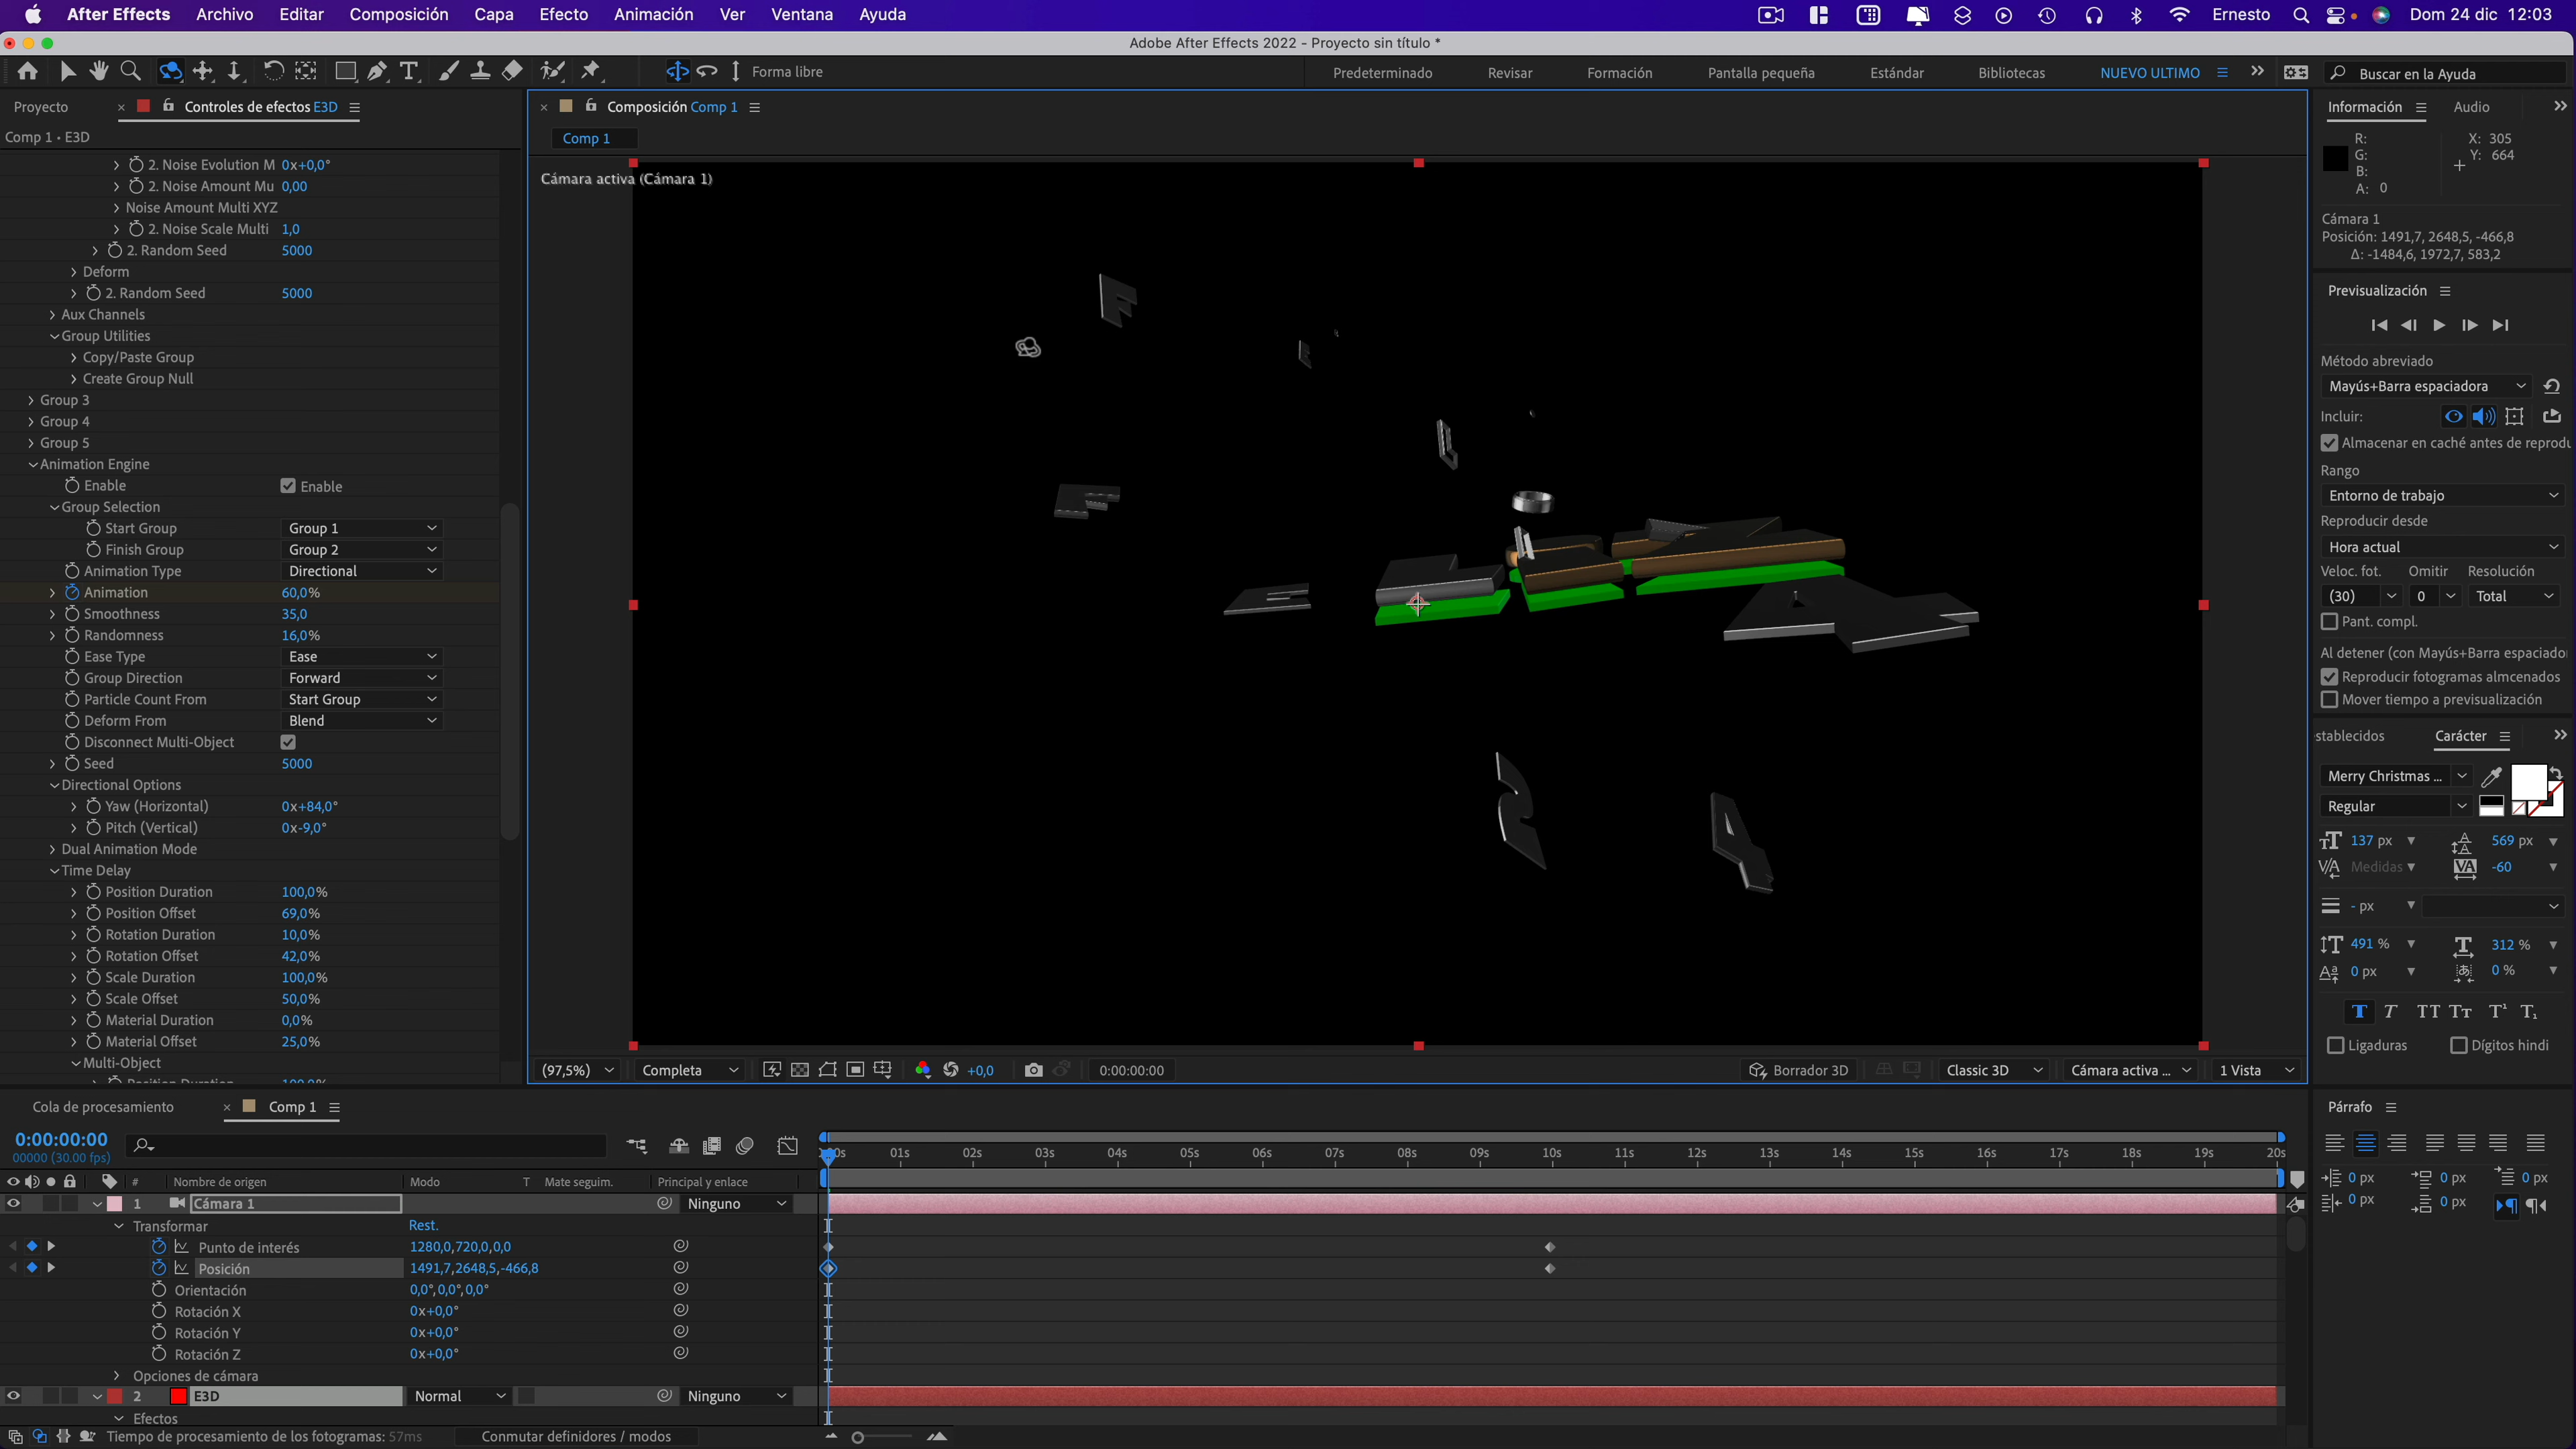 After Effects Archivo Editar Composición Capa Efecto Animación Ver Ventana Ayuda Ernesto Dom 24 dic 12:03
Adobe After Effects 2022 - Proyecto sin título *
Forma libre Predeterminado Revisar Formación Pantalla pequeña Estándar Bibliotecas NUEVO ULTIMO Buscar en la Ayuda
Proyecto Controles de efectos E3D
Comp 1 • E3D
2. Noise Evolution M 0x+0,0°
2. Noise Amount Mu 0,00
Noise Amount Multi XYZ
2. Noise Scale Multi 1,0
2. Random Seed 5000
Deform
2. Random Seed 5000
Aux Channels
Group Utilities
Copy/Paste Group
Create Group Null
Group 3
Group 4
Group 5
Animation Engine
Enable Enable
Group Selection
Start Group Group 1
Finish Group Group 2
Animation Type Directional
Animation 60,0%
Smoothness 35,0
Randomness 16,0%
Ease Type Ease
Group Direction Forward
Particle Count From Start Group
Deform From Blend
Disconnect Multi-Object
Seed 5000
Directional Options
Yaw (Horizontal) 0x+84,0°
Pitch (Vertical) 0x-9,0°
Dual Animation Mode
Time Delay
Position Duration 100,0%
Position Offset 69,0%
Rotation Duration 10,0%
Rotation Offset 42,0%
Scale Duration 100,0%
Scale Offset 50,0%
Material Duration 0,0%
Material Offset 25,0%
Multi-Object
Composición Comp 1
Comp 1
Cámara activa (Cámara 1)
(97,5%) Completa +0,0 0:00:00:00 Borrador 3D Classic 3D Cámara activa ... 1 Vista
Información Audio
R: X: 305
G: Y: 664
B:
A: 0
Cámara 1
Posición: 1491,7, 2648,5, -466,8
Δ: -1484,6, 1972,7, 583,2
Previsualización
Método abreviado
Mayús+Barra espaciadora
Incluir:
Almacenar en caché antes de reprodu
Rango
Entorno de trabajo
Reproducir desde
Hora actual
Veloc. fot. Omitir Resolución
(30) 0 Total
Pant. compl.
Al detener (con Mayús+Barra espaciado
Reproducir fotogramas almcenados
Mover tiempo a previsualización
stablecidos Carácter
Merry Christmas ...
Regular
137 px 569 px
Medidas -60
- px
491 % 312 %
0 px 0 %
Ligaduras Dígitos hindi
Párrafo
0 px 0 px 0 px
0 px 0 px
Cola de procesamiento Comp 1
0:00:00:00
00000 (30.00 fps)
01s 02s 03s 04s 05s 06s 07s 08s 09s 10s 11s 12s 13s 14s 15s 16s 17s 18s 19s 20s
# Nombre de origen Modo T Mate seguim. Principal y enlace
1 Cámara 1 Ninguno
Transformar Rest.
Punto de interés 1280,0,720,0,0,0
Posición 1491,7,2648,5,-466,8
Orientación 0,0°,0,0°,0,0°
Rotación X 0x+0,0°
Rotación Y 0x+0,0°
Rotación Z 0x+0,0°
Opciones de cámara
2 E3D Normal Ninguno
Efectos
Tiempo de procesamiento de los fotogramas: 57ms Conmutar definidores / modos